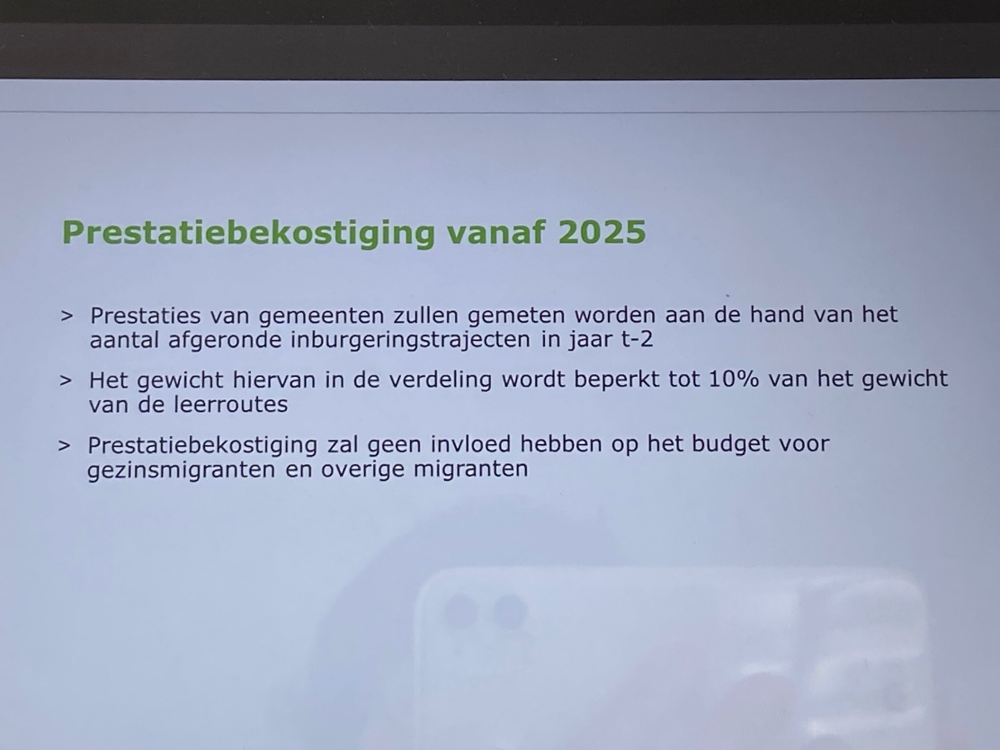 Prestatiebekostiging vanaf 2025
> Prestaties van gemeenten zullen gemeten worden aan de hand van het
aantal afgeronde inburgeringstrajecten in jaar t-2
> Het gewicht hiervan in de verdeling wordt beperkt tot 10% van het gewicht
van de leerroutes
> Prestatiebekostiging zal geen invloed hebben op het budget voor
gezinsmigranten en overige migranten